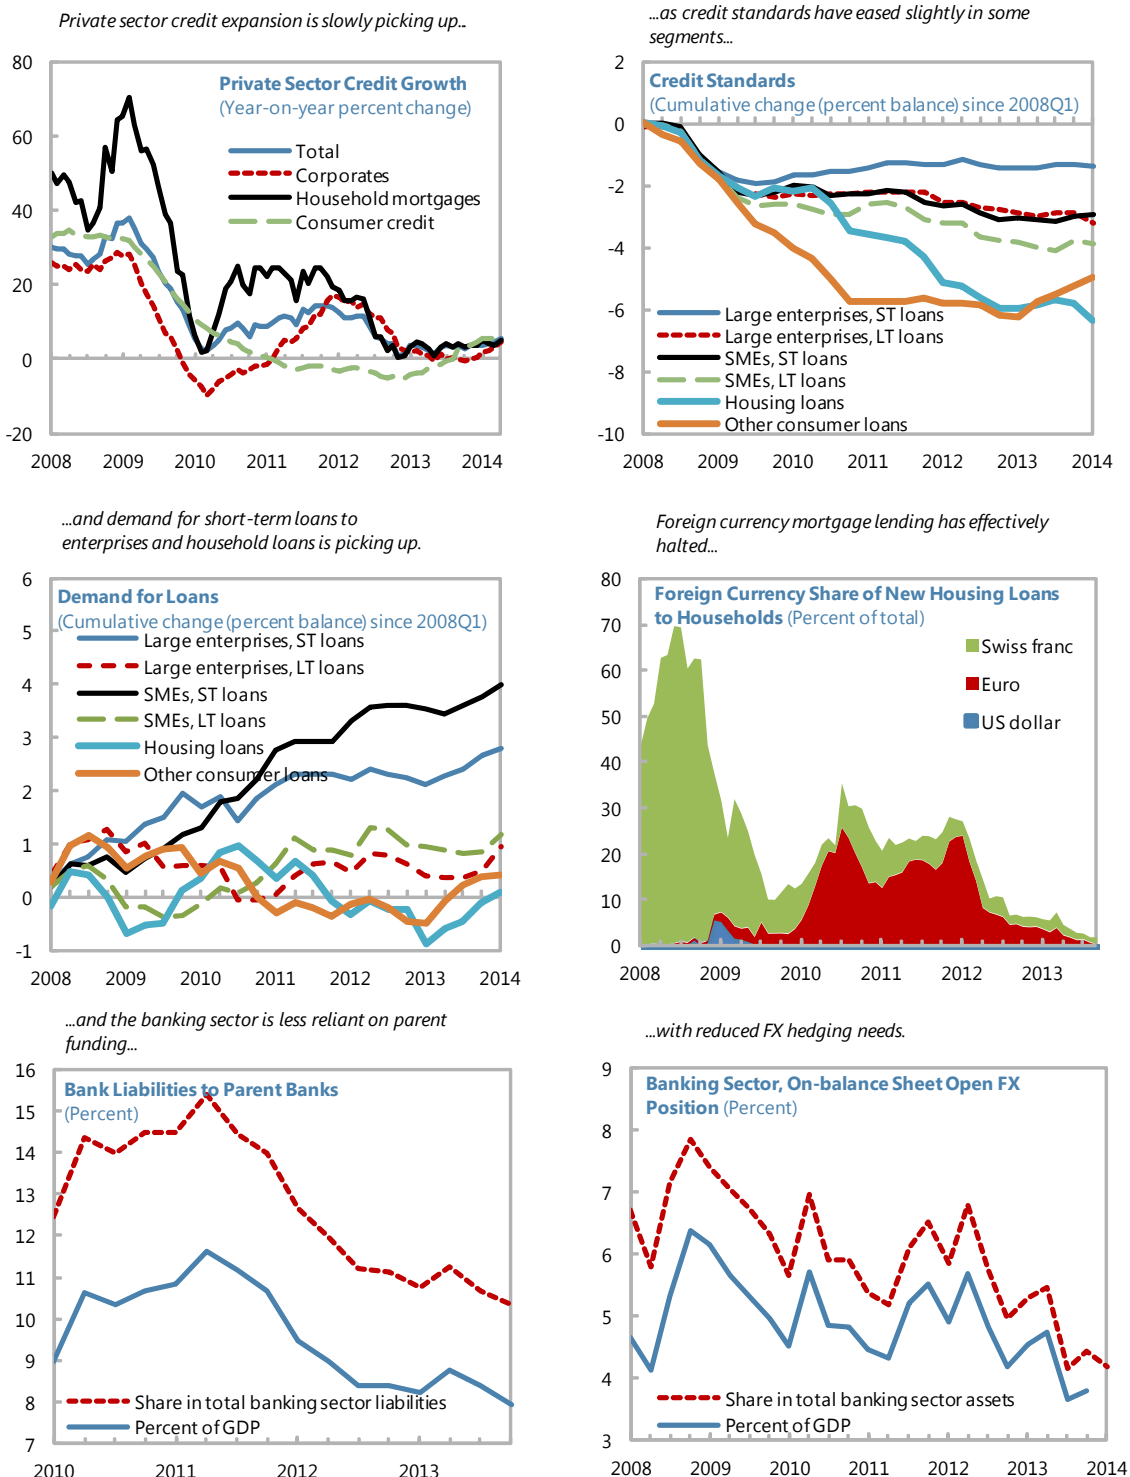 Private sector credit expansion is slowly picking up...
80
60
40
20
0
-20
Private Sector Credit Growth
(Year-on-year percent change)
Total
Corporates
Household mortgages
Consumer credit
2008 2009 2010 2011 2012 2013 2014
...as credit standards have eased slightly in some
segments...
2
0
-2
-4
-6
-8
-10
Credit Standards
(Cumulative change (percent balance) since 2008Q1)
Large enterprises, ST loans
Large enterprises, LT loans
SMEs, ST loans
SMEs, LT loans
Housing loans
Other consumer loans
2008 2009 2010 2011 2012 2013 2014
...and demand for short-term loans to
enterprises and household loans is picking up.
6
5
4
3
2
1
0
-1
Demand for Loans
(Cumulative change (percent balance) since 2008Q1)
Large enterprises, ST loans
Large enterprises, LT loans
SMEs, ST loans
SMEs, LT loans
Housing loans
Other consumer loans
2008 2009 2010 2011 2012 2013 2014
Foreign currency mortgage lending has effectively
halted...
80
70
60
50
40
30
20
10
0
Foreign Currency Share of New Housing Loans
to Households (Percent of total)
Swiss franc
Euro
US dollar
2008 2009 2010 2011 2012 2013
...and the banking sector is less reliant on parent
funding...
16
15
14
13
12
11
10
9
8
7
Bank Liabilities to Parent Banks
(Percent)
Share in total banking sector liabilities
Percent of GDP
2010 2011 2012 2013
...with reduced FX hedging needs.
9
8
7
6
5
4
3
Banking Sector, On-balance Sheet Open FX
Position (Percent)
Share in total banking sector assets
Percent of GDP
2008 2009 2010 2011 2012 2013 2014